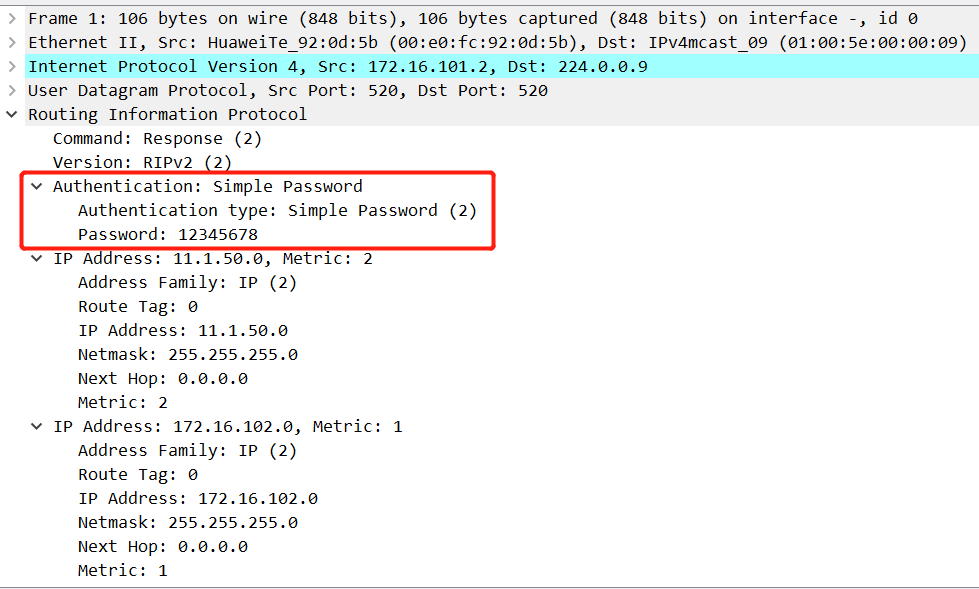 Frame 1: 106 bytes on wire (848 bits), 106 bytes captured (848 bits) on interface -, id 0
Ethernet II, Src: HuaweiTe_92:0d:5b (00:e0:fc:92:0d:5b), Dst: IPv4mcast_09 (01:00:5e:00:00:09)
Internet Protocol Version 4, Src: 172.16.101.2, Dst: 224.0.0.9
User Datagram Protocol, Src Port: 520, Dst Port: 520
Routing Information Protocol
Command: Response (2)
Version: RIPv2 (2)
Authentication: Simple Password
Authentication type: Simple Password (2)
Password: 12345678
IP Address: 11.1.50.0, Metric: 2
Address Family: IP (2)
Route Tag: 0
IP Address: 11.1.50.0
Netmask: 255.255.255.0
Next Hop: 0.0.0.0
Metric: 2
IP Address: 172.16.102.0, Metric: 1
Address Family: IP (2)
Route Tag: 0
IP Address: 172.16.102.0
Netmask: 255.255.255.0
Next Hop: 0.0.0.0
Metric: 1